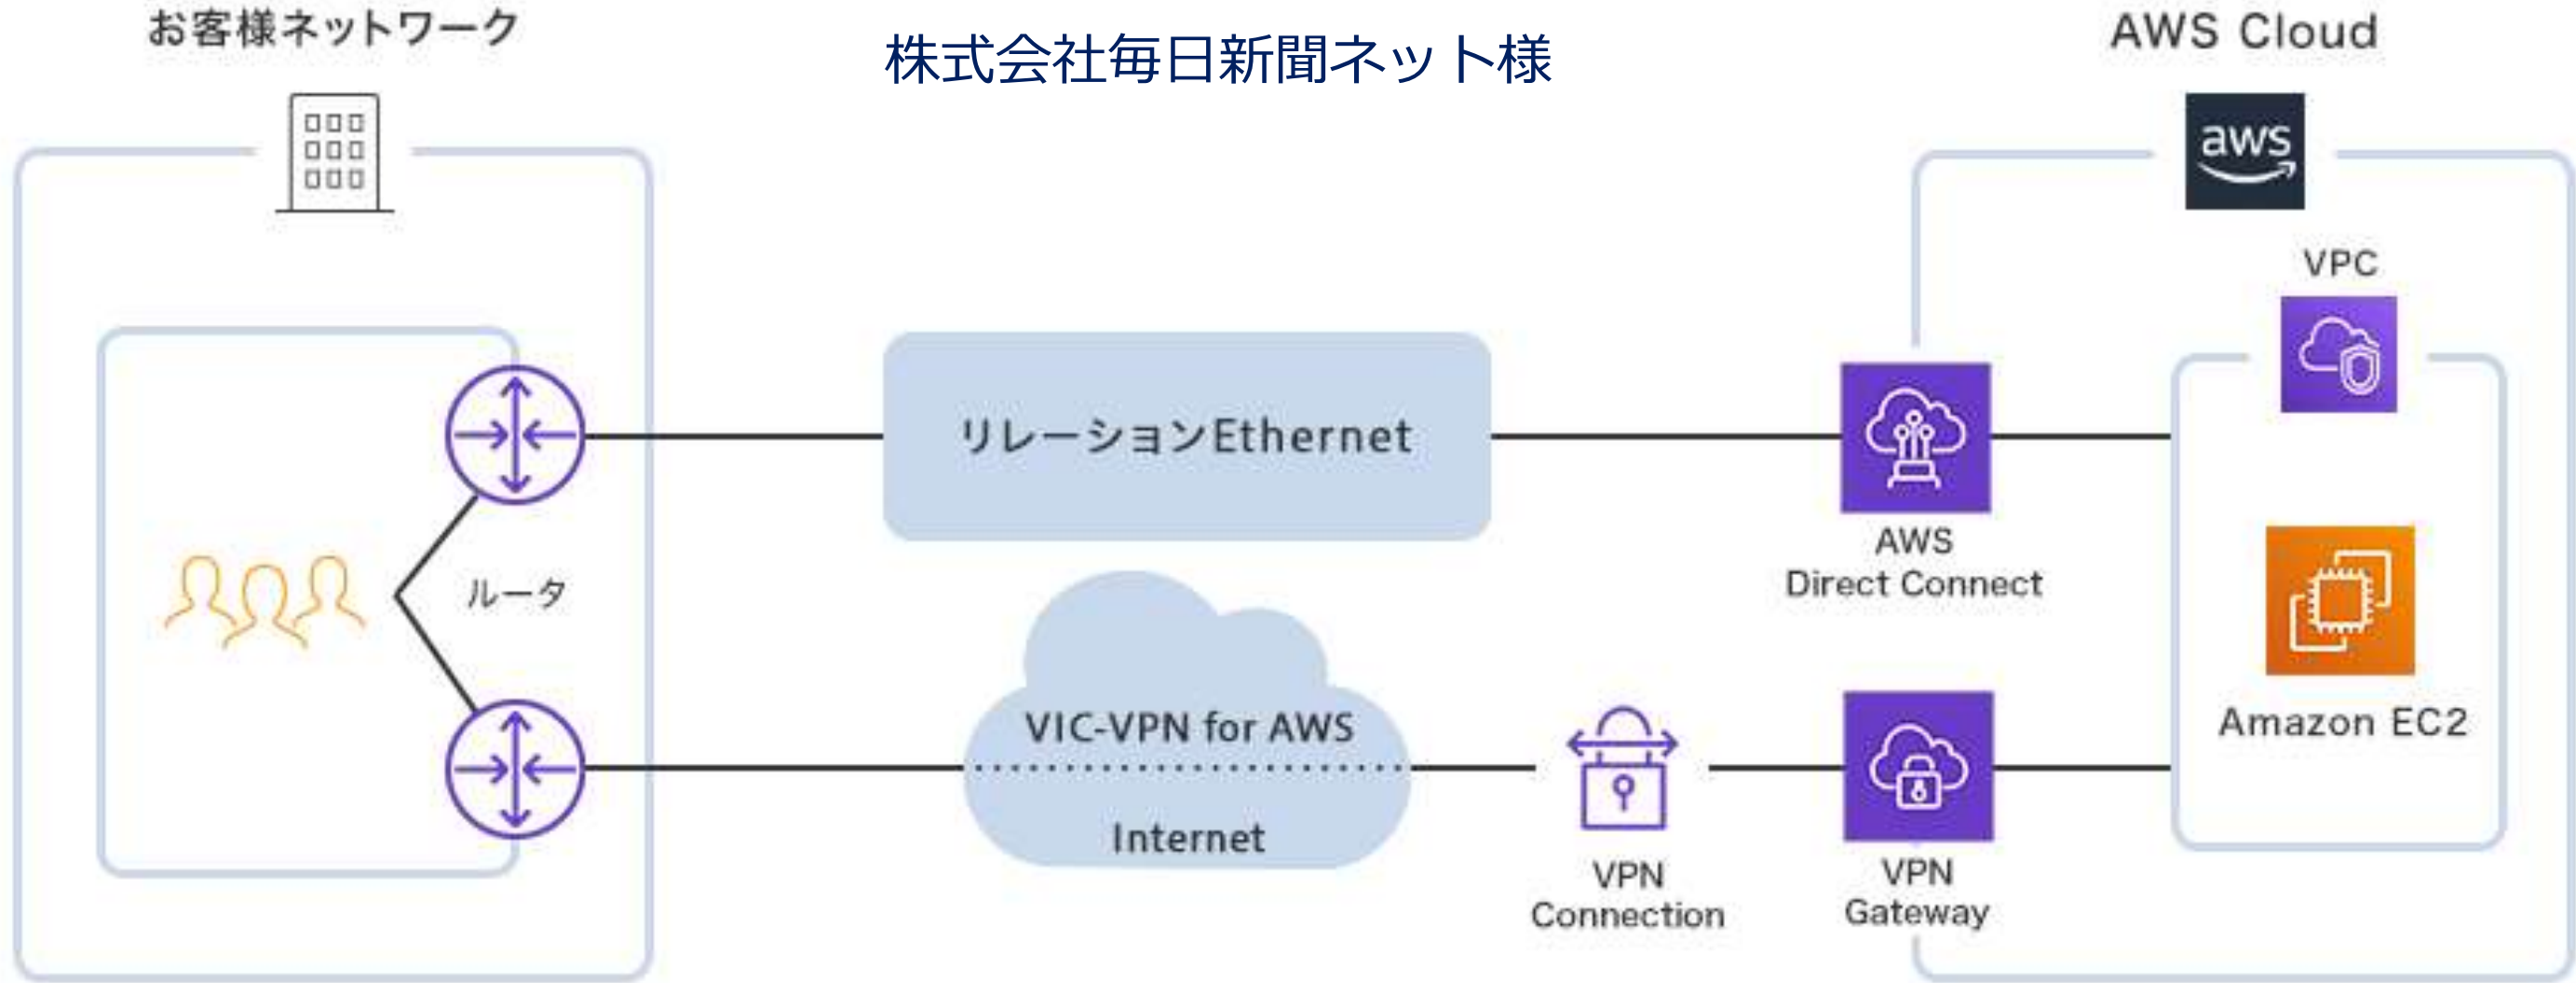 お客様ネットワーク
株式会社毎日新聞ネット様
AWS Cloud
aws
VPC
リレーションEthernet
AWS
Direct Connect
ルータ
VIC-VPN for AWS
Internet
Amazon EC2
VPN
Connection
VPN
Gateway